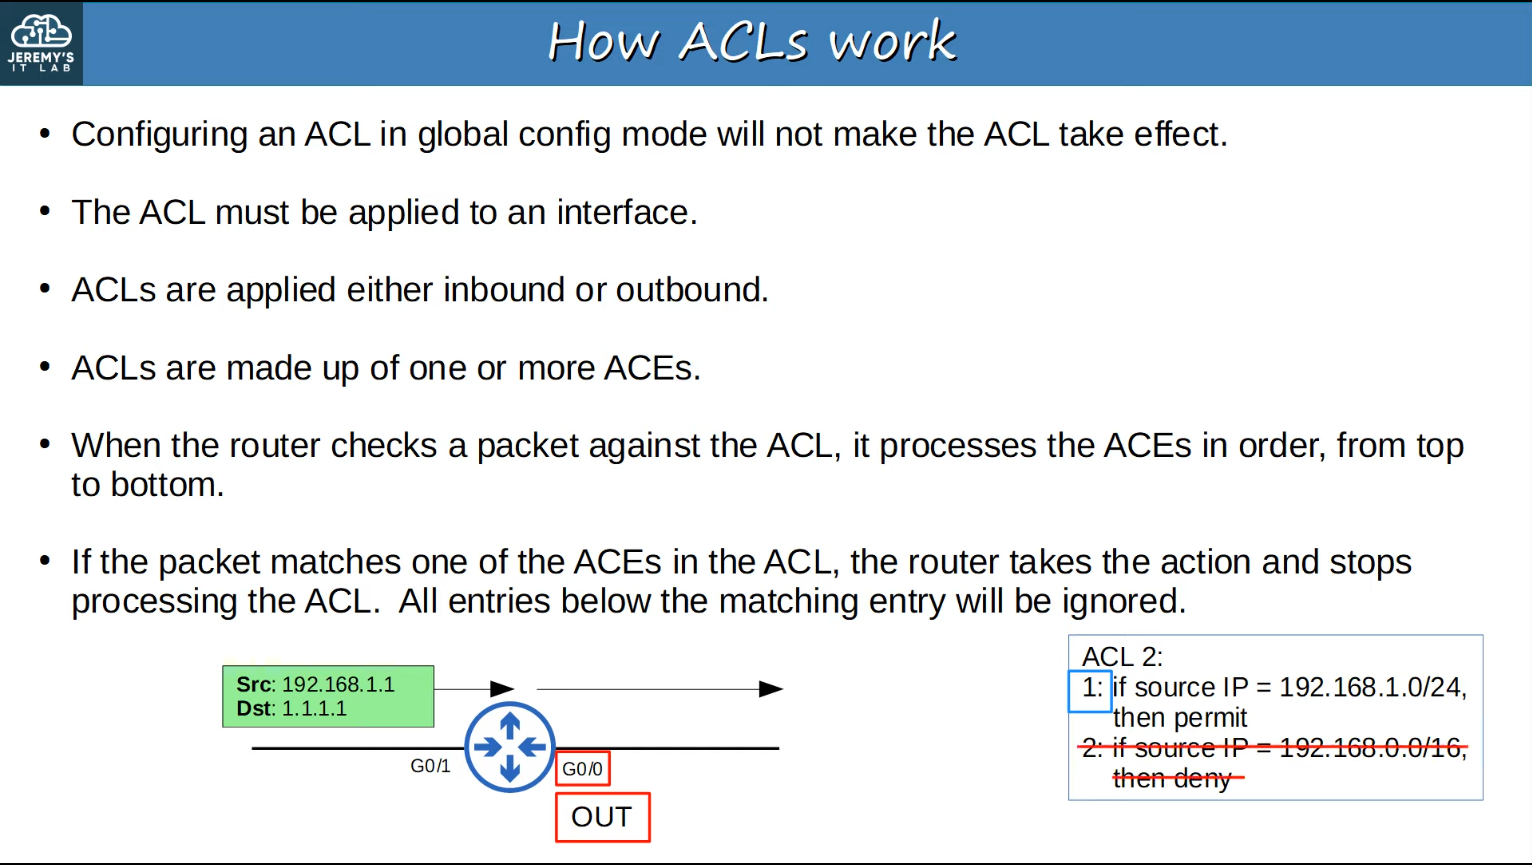 JEREMY'S
IT LAB
How ACLs work
• Configuring an ACL in global config mode will not make the ACL take effect.
• The ACL must be applied to an interface.
• ACLs are applied either inbound or outbound.
• ACLs are made up of one or more ACEs.
• When the router checks a packet against the ACL, it processes the ACEs in order, from top
to bottom.
• If the packet matches one of the ACEs in the ACL, the router takes the action and stops
processing the ACL.  All entries below the matching entry will be ignored.
Src: 192.168.1.1
Dst: 1.1.1.1
G0/1
G0/0
OUT
ACL 2:
1: if source IP = 192.168.1.0/24,
then permit
2: if source IP = 192.168.0.0/16,
then deny